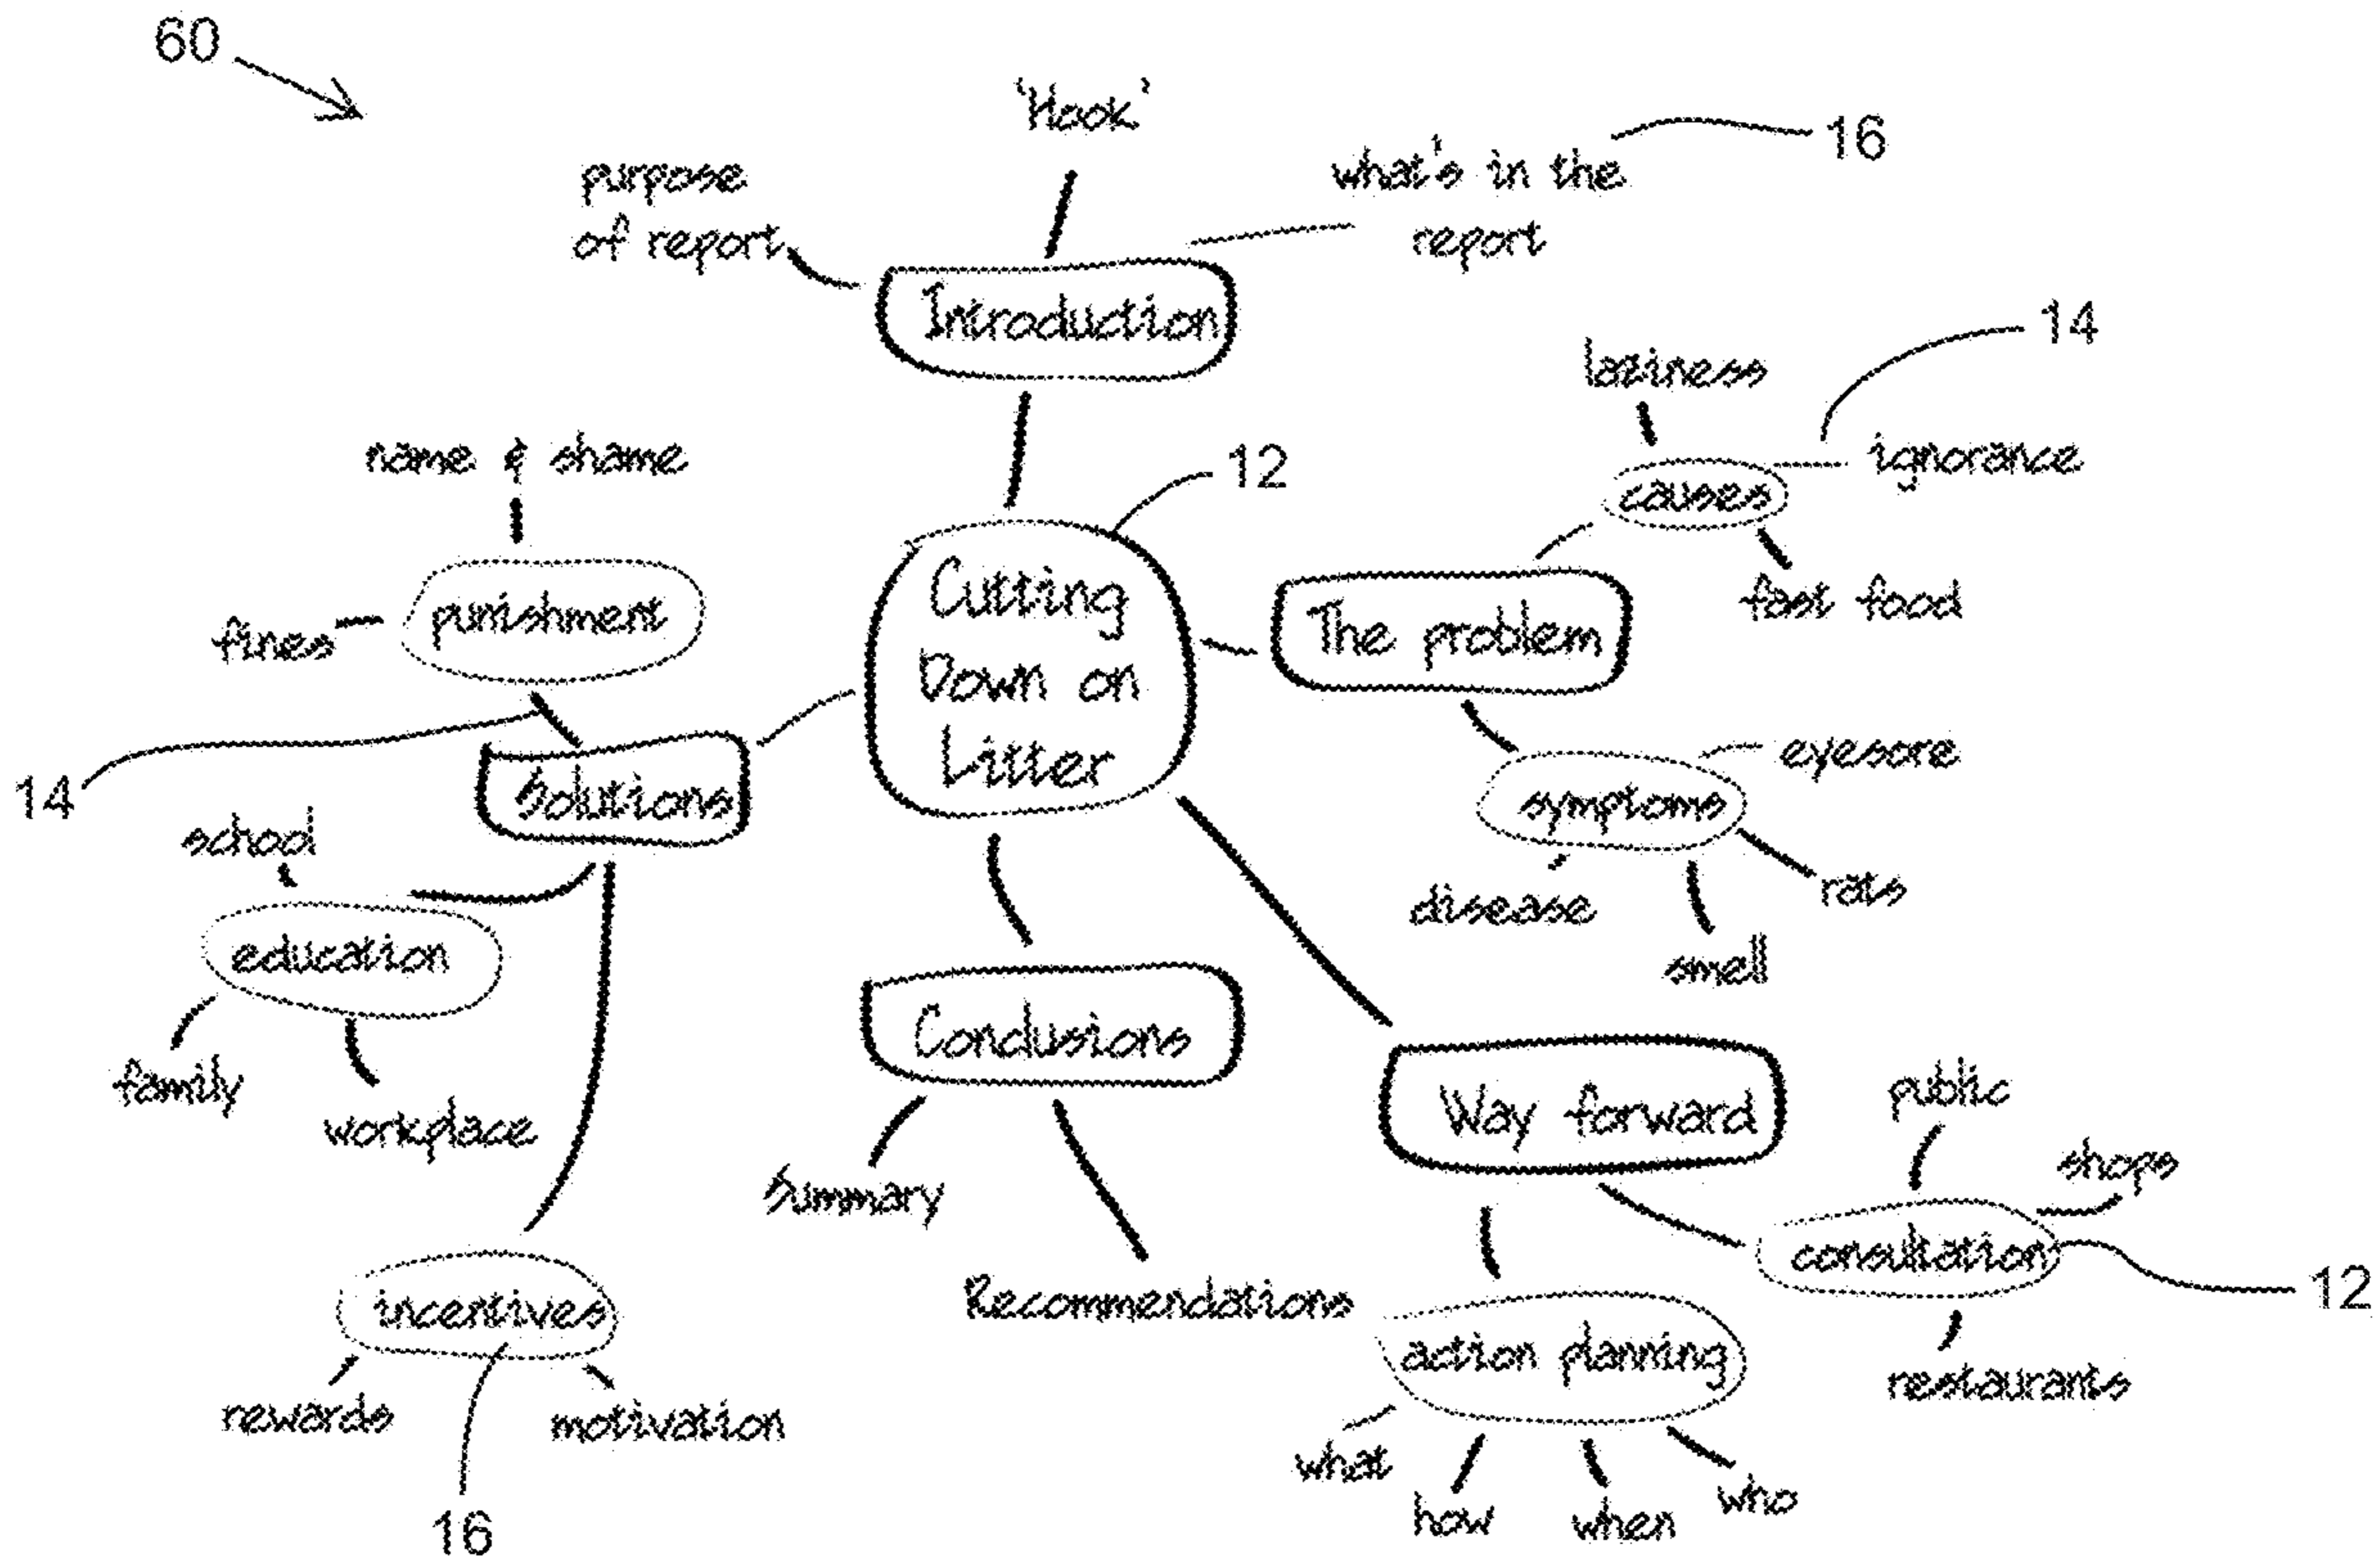 60
'Hook'
purpose
of report
what's in the
report
16
Introduction
14
laziness
ignorance
causes
fast food
name & shame
12
punishment
fines
Cutting
Down on
Litter
The problem
14
Solutions
eyesore
symptoms
rats
disease
smell
school
education
family
workplace
Conclusions
Summary
Recommendations
Way forward
public
shops
consultation
12
restaurants
action planning
what
how
when
who
incentives
rewards
motivation
16